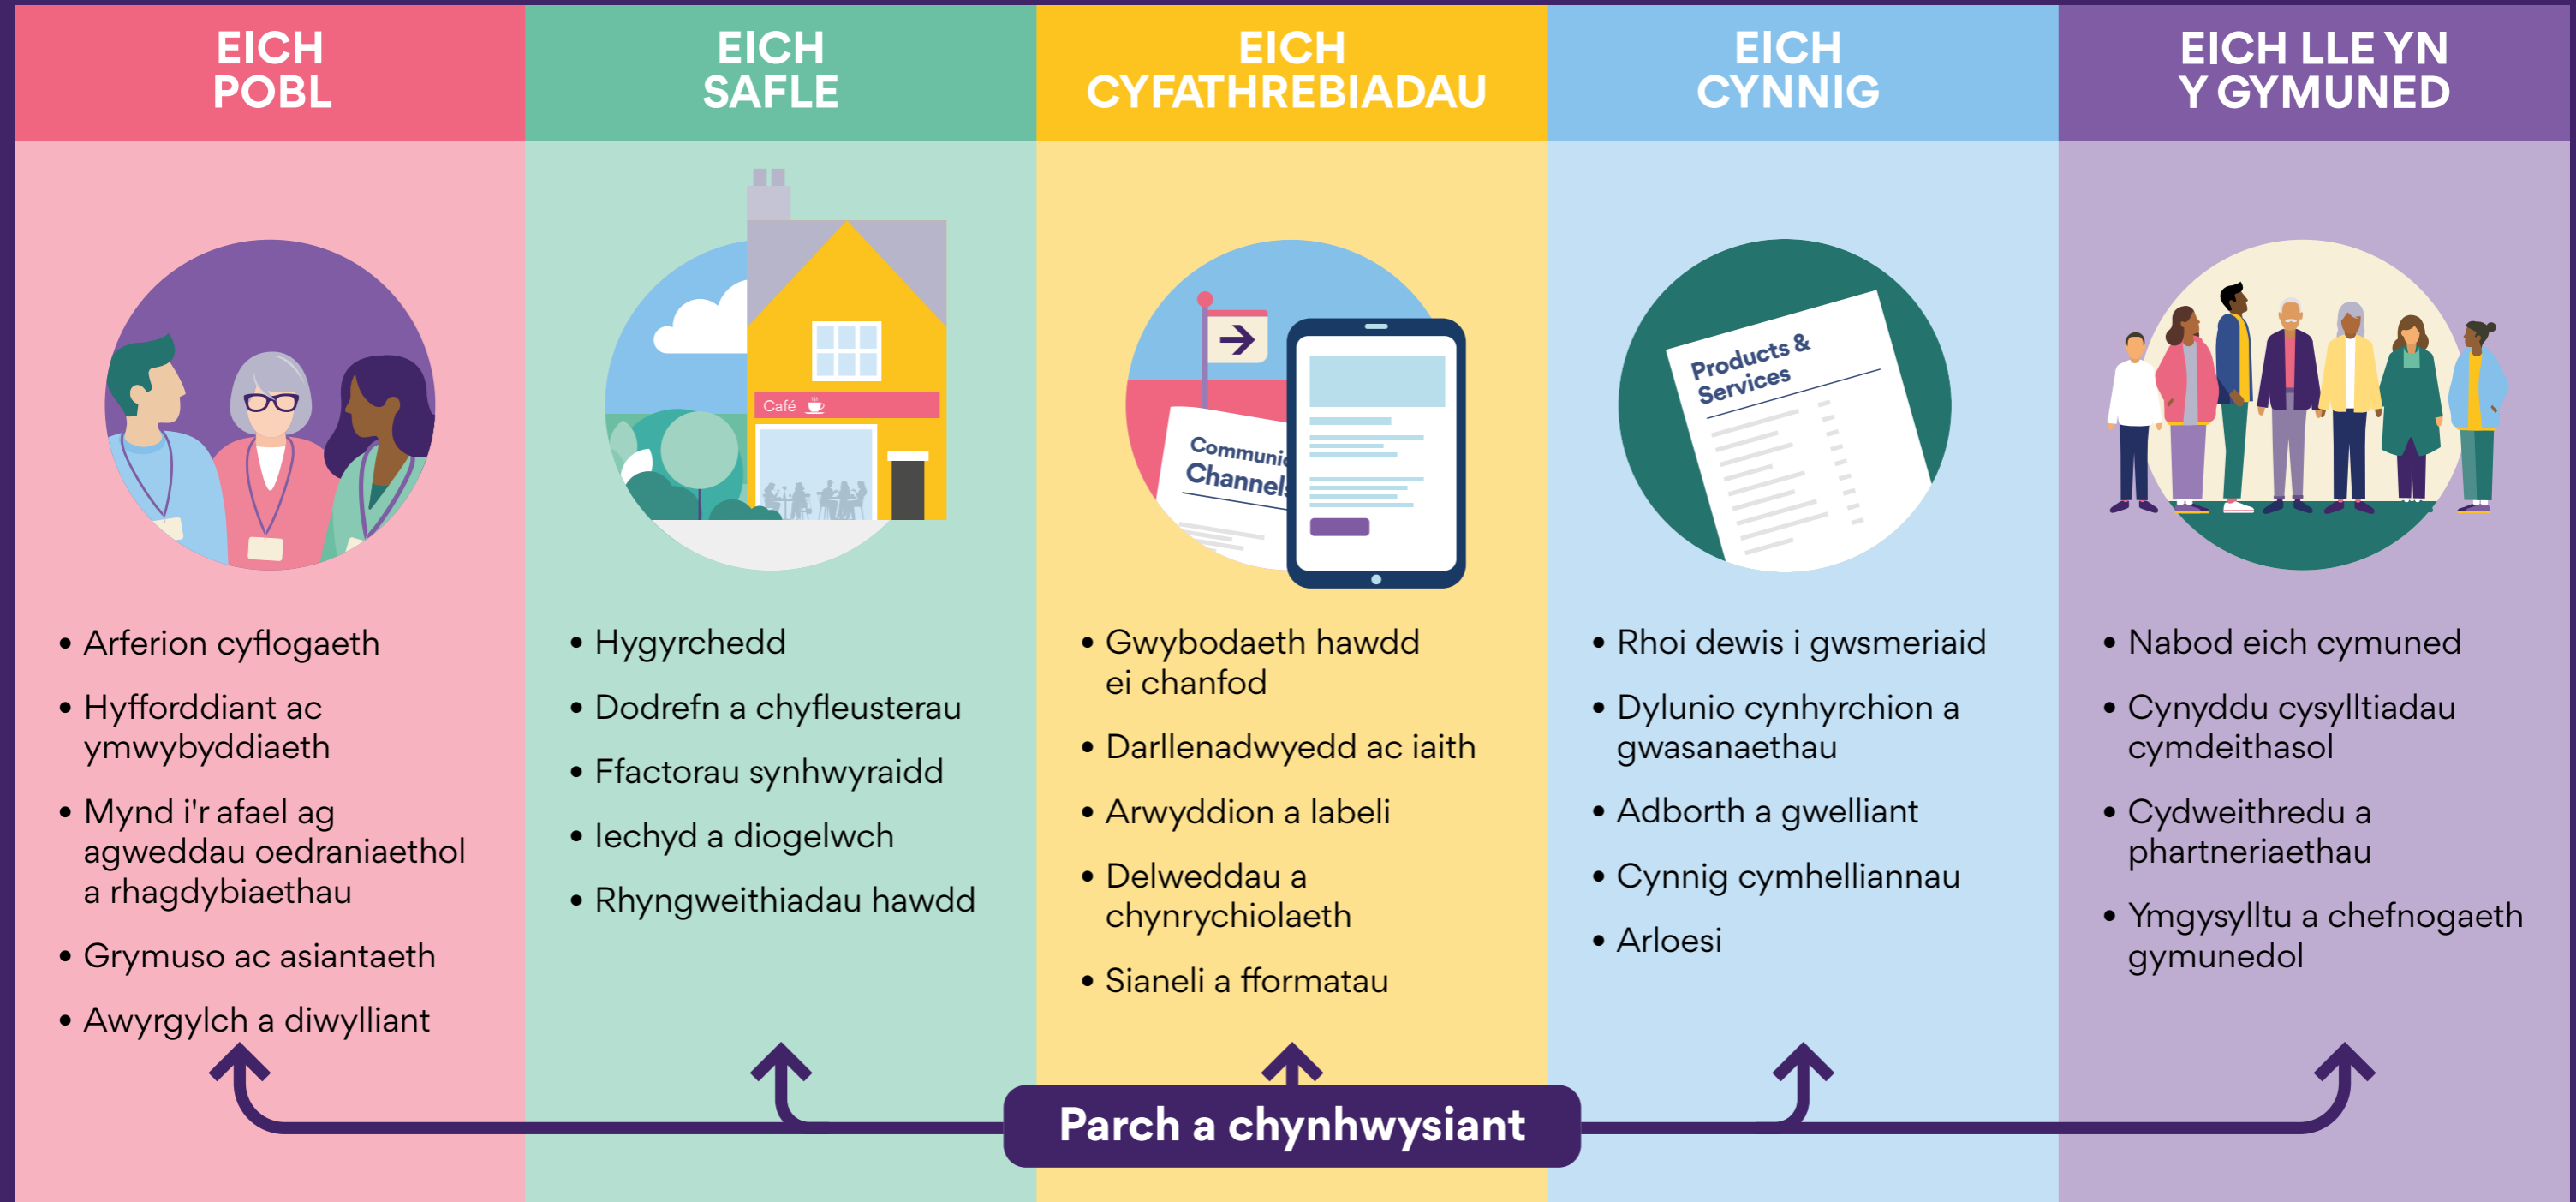 EICH
POBL
• Arferion cyflogaeth
• Hyfforddiant ac
ymwybyddiaeth
• Mynd i'r afael ag
agweddau oedraniaethol
a rhagdybiaethau
• Grymuso ac asiantaeth
• Awyrgylch a diwylliant
EICH
SAFLE
Café
• Hygyrchedd
• Dodrefn a chyfleusterau
• Ffactorau synhwyraidd
• Iechyd a diogelwch
• Rhyngweithiadau hawdd
EICH
CYFATHREBIADAU
Communic
Channels
• Gwybodaeth hawdd
ei chanfod
• Darllenadwyedd ac iaith
• Arwyddion a labeli
• Delweddau a
chynrychiolaeth
• Sianeli a fformatau
EICH
CYNNIG
Products &
Services
• Rhoi dewis i gwsmeriaid
• Dylunio cynhyrchion a
gwasanaethau
• Adborth a gwelliant
• Cynnig cymhelliannau
• Arloesi
EICH LLE YN
Y GYMUNED
• Nabod eich cymuned
• Cynyddu cysylltiadau
cymdeithasol
• Cydweithredu a
phartneriaethau
• Ymgysylltu a chefnogaeth
gymunedol
Parch a chynhwysiant